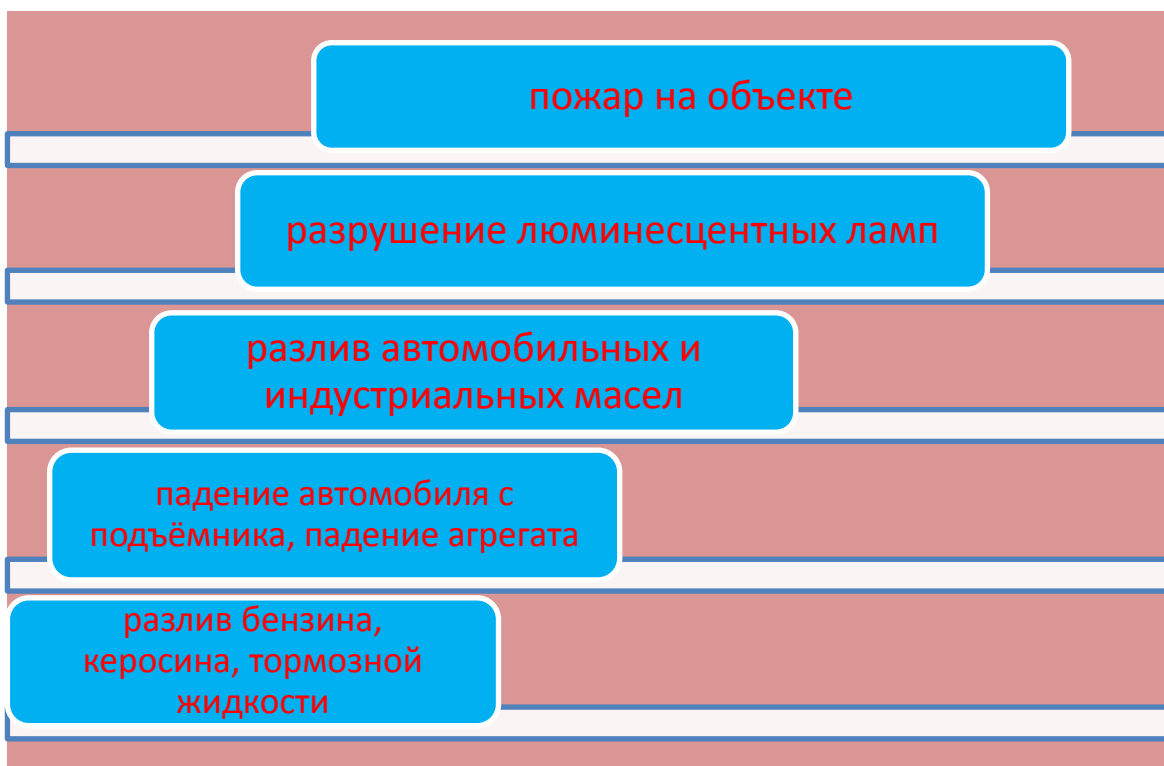 пожар на объекте
разрушение люминесцентных ламп
разлив автомобильных и
индустриальных масел
падение автомобиля с
подъёмника, падение агрегата
разлив бензина,
керосина, тормозной
жидкости